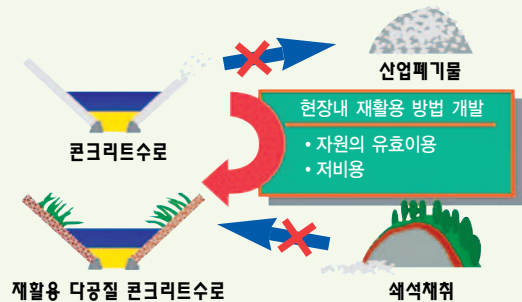 산업폐기물
콘크리트수로
현장내 재활용 방법 개발
• 자원의 유효이용
• 저비용
재활용 다공질 콘크리트수로
쇄석채취